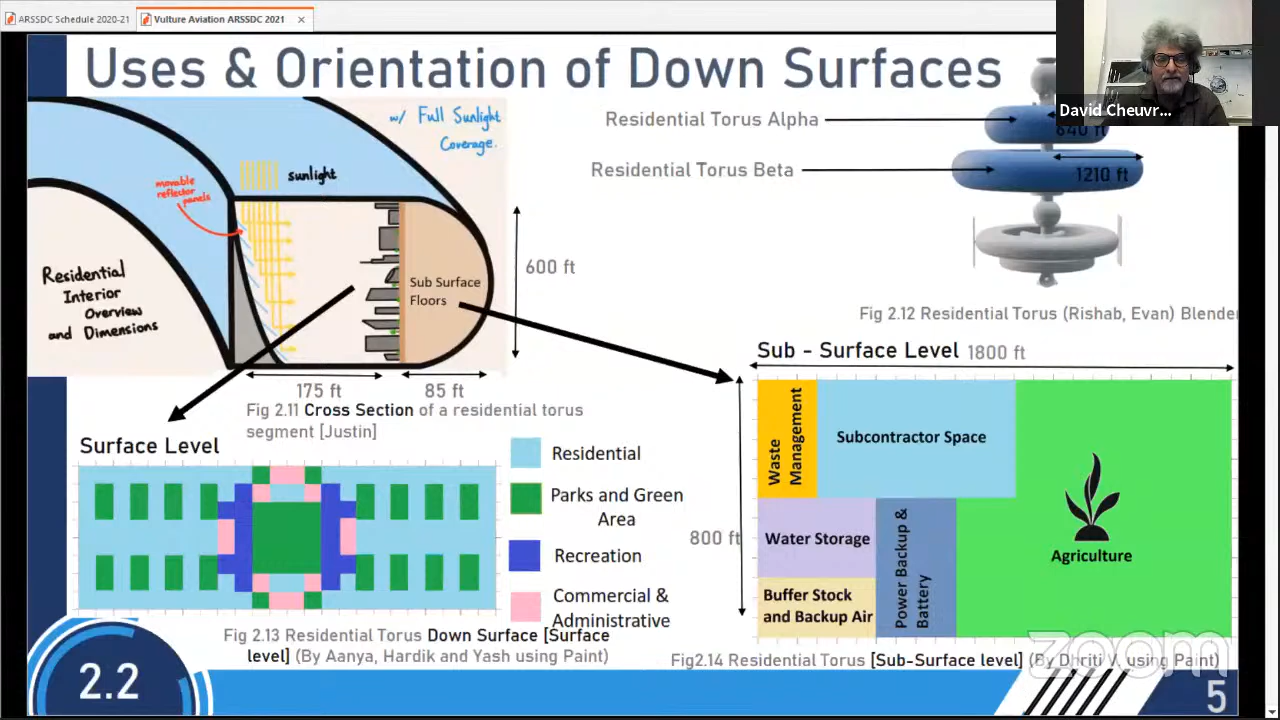 ARSSDC Schedule 2020-21
Vulture Aviation ARSSDC 2021
David Cheuvr...
Uses & Orientation of Down Surfaces
w/ Full Sunlight
Coverage.
sunlight
movable
reflector
panels
Residential
Interior
Overview
and Dimensions
Sub Surface
Floors
600 ft
175 ft
85 ft
Fig 2.11 Cross Section of a residential torus
segment [Justin]
Residential Torus Alpha
640 ft
Residential Torus Beta
1210 ft
Fig 2.12 Residential Torus (Rishab, Evan) Blender
Surface Level
Residential
Parks and Green
Area
Recreation
Commercial &
Administrative
Fig 2.13 Residential Torus Down Surface [Surface
level] (By Aanya, Hardik and Yash using Paint)
Sub - Surface Level
1800 ft
800 ft
Waste
Management
Subcontractor Space
Water Storage
Buffer Stock
and Backup Air
Power Backup &
Battery
Agriculture
Fig2.14 Residential Torus [Sub-Surface level] (By Dhriti V, using Paint)
zoom
2.2
5